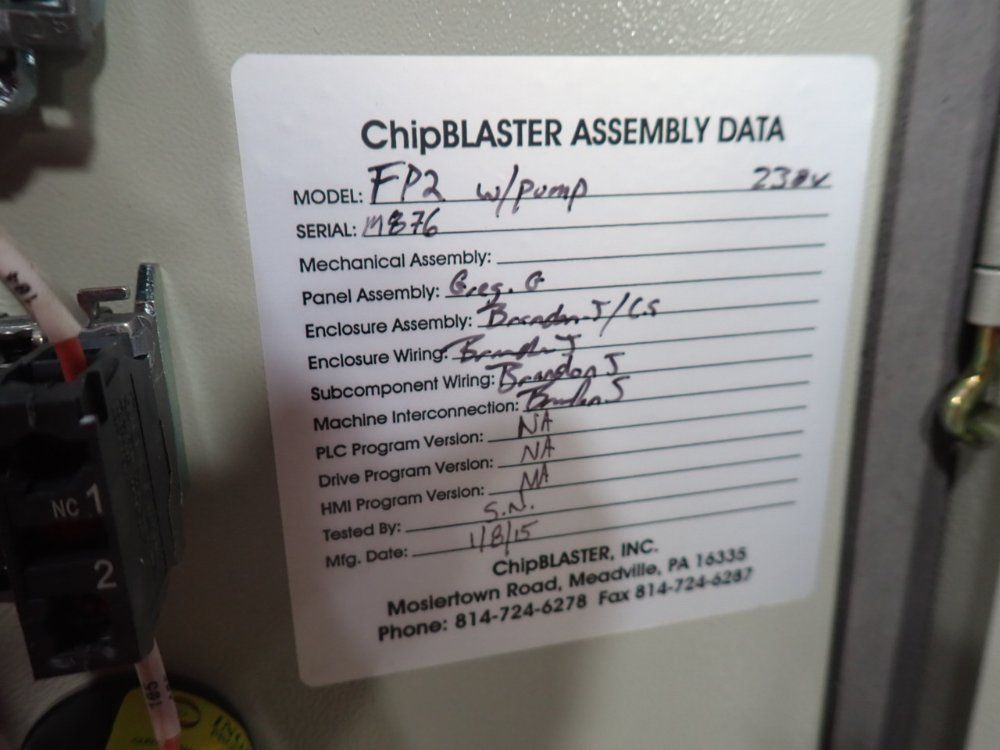 ChipBLASTER ASSEMBLY DATA
MODEL: FP2 w/pump 230v
SERIAL: M876
Mechanical Assembly:
Panel Assembly: Greg. G
Enclosure Assembly: Brandon J/C.S
Enclosure Wiring: Brandon J
Subcomponent Wiring: Brandon J
Machine Interconnection: Brandon J
PLC Program Version: NA
Drive Program Version: NA
HMI Program Version: NA
Tested By: S.N.
Mfg. Date: 1/8/15
ChipBLASTER, INC.
Mosiertown Road, Meadville, PA 16335
Phone: 814-724-6278 Fax 814-724-6287
NC 1
2